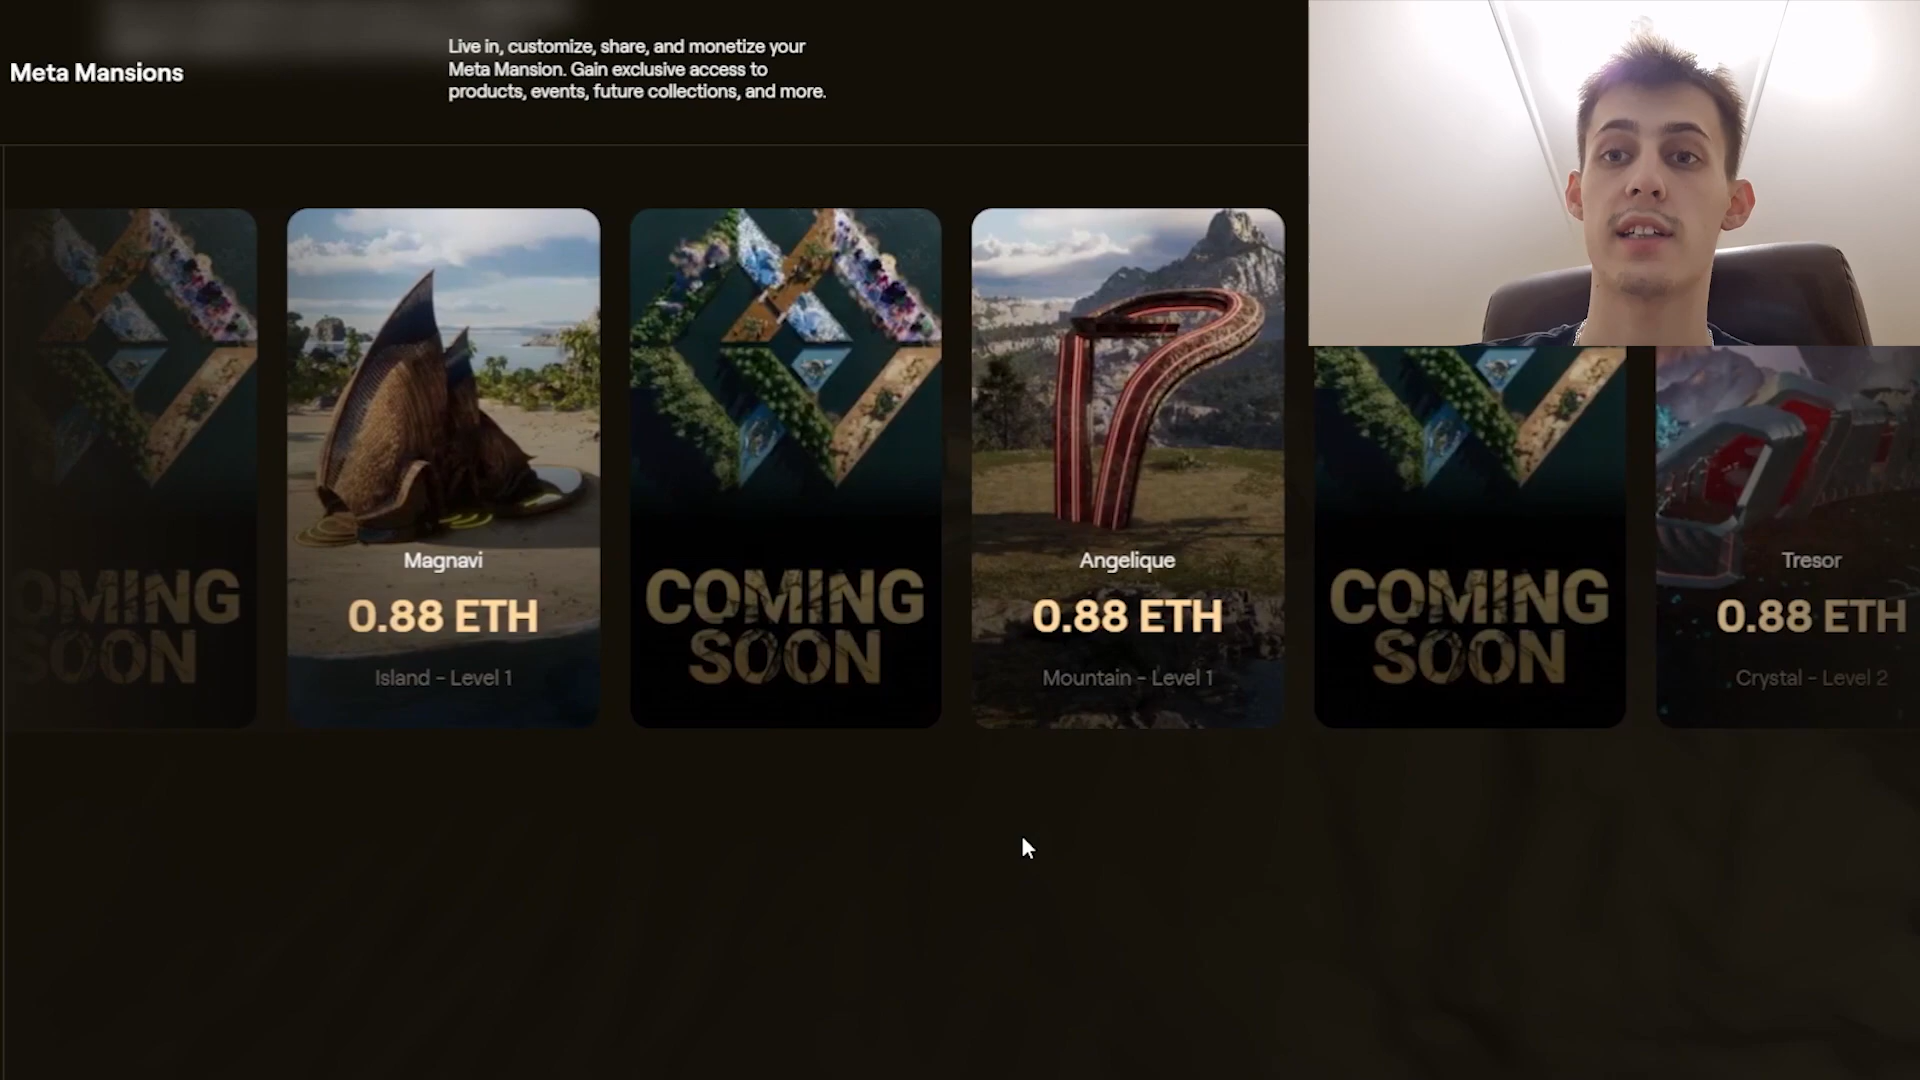 Meta Mansions
Live in, customize, share, and monetize your
Meta Mansion. Gain exclusive access to
products, events, future collections, and more.
OMING
SOON
Magnavi
0.88 ETH
Island - Level 1
COMING
SOON
Angelique
0.88 ETH
Mountain - Level 1
COMING
SOON
Tresor
0.88 ETH
Crystal - Level 2